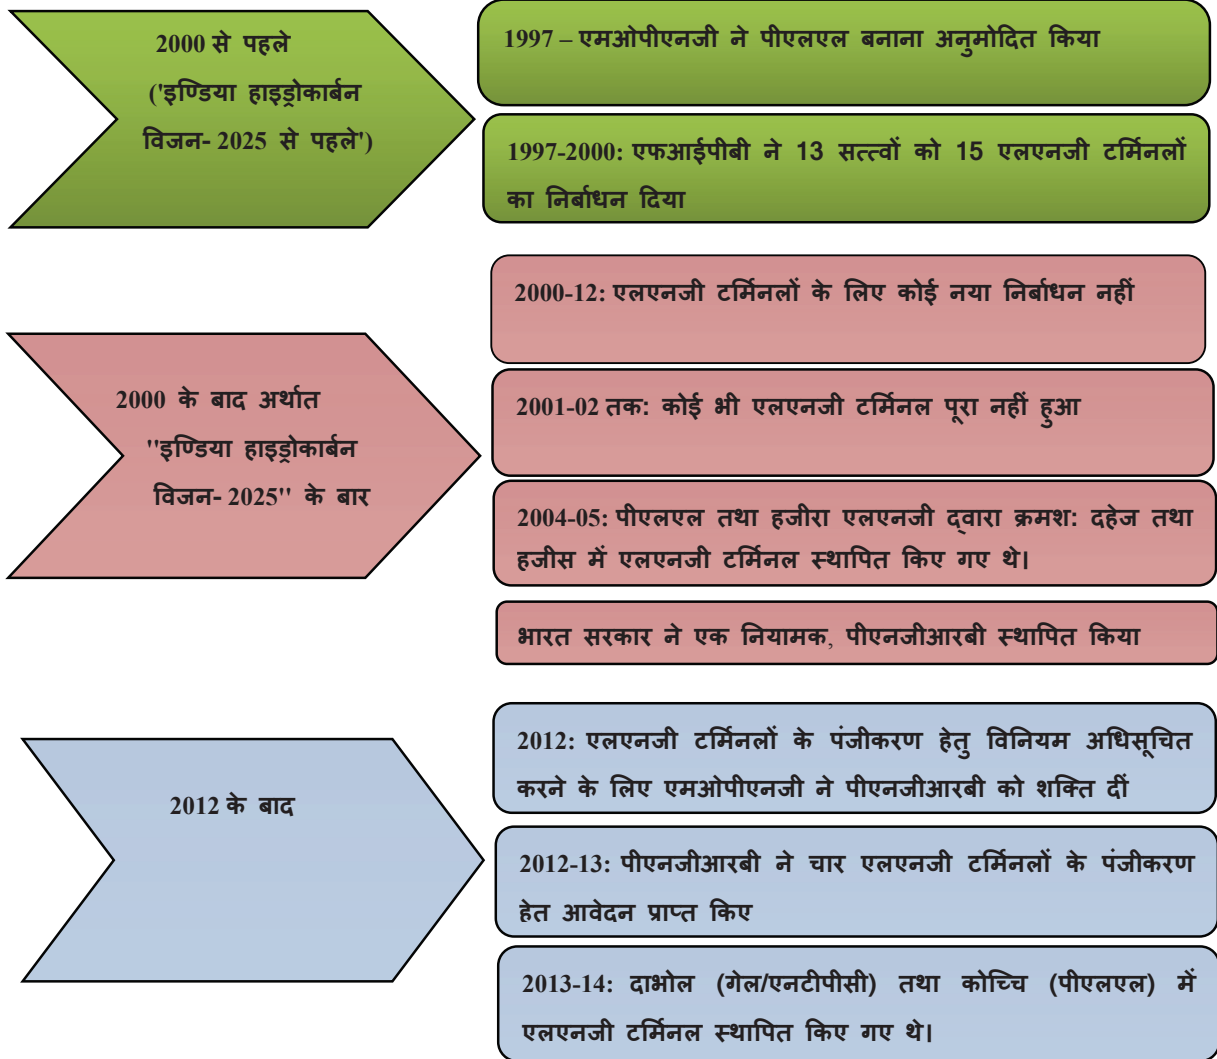 2000 से पहले
('इण्डिया हाइड्रोकार्बन
विजन- 2025 से पहले')
1997 – एमओपीएनजी ने पीएलएल बनाना अनुमोदित किया
1997-2000: एफआईपीबी ने 13 सत्त्वों को 15 एलएनजी टर्मिनलों
का निर्बाधन दिया
2000 के बाद अर्थात
''इण्डिया हाइड्रोकार्बन
विजन- 2025'' के बार
2000-12: एलएनजी टर्मिनलों के लिए कोई नया निर्बाधन नहीं
2001-02 तक: कोई भी एलएनजी टर्मिनल पूरा नहीं हुआ
2004-05: पीएलएल तथा हजीरा एलएनजी द्वारा क्रमश: दहेज तथा
हजीस में एलएनजी टर्मिनल स्थापित किए गए थे।
भारत सरकार ने एक नियामक, पीएनजीआरबी स्थापित किया
2012 के बाद
2012: एलएनजी टर्मिनलों के पंजीकरण हेतु विनियम अधिसूचित
करने के लिए एमओपीएनजी ने पीएनजीआरबी को शक्ति दीं
2012-13: पीएनजीआरबी ने चार एलएनजी टर्मिनलों के पंजीकरण
हेत आवेदन प्राप्त किए
2013-14: दाभोल (गेल/एनटीपीसी) तथा कोच्चि (पीएलएल) में
एलएनजी टर्मिनल स्थापित किए गए थे।